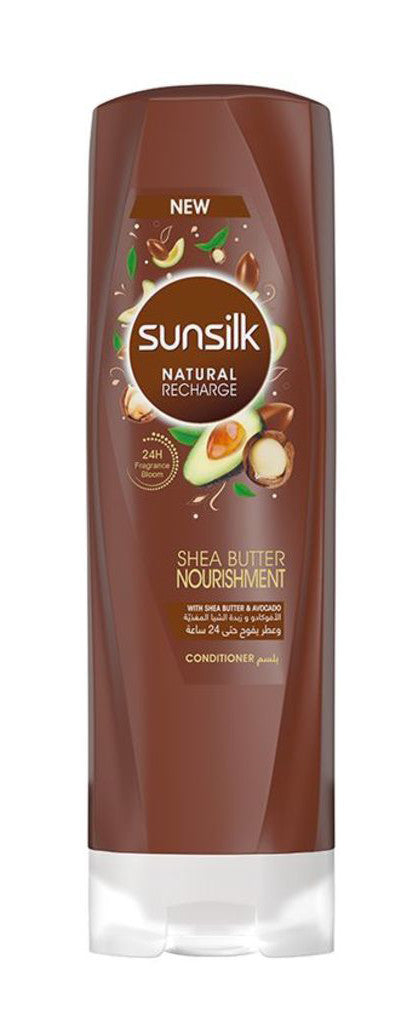 NEW
sunsilk
NATURAL
RECHARGE
24H
Fragrance
Bloom
SHEA BUTTER
NOURISHMENT
WITH SHEA BUTTER & AVOCADO
الأفوكادو و زبدة الشيا المغذية
وعطر يفوح حتى 24 ساعة
CONDITIONER بلسم